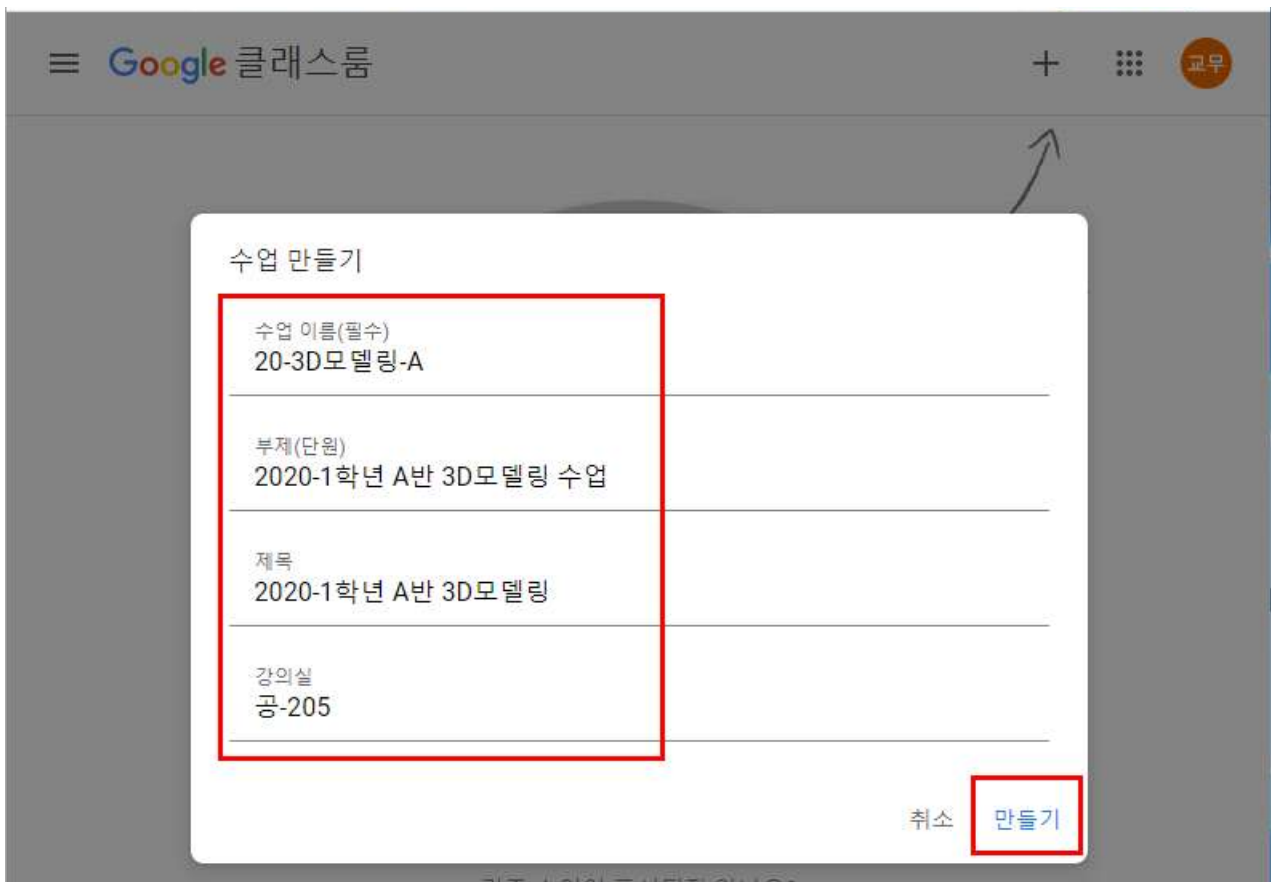 Google 클래스룸
교무
수업 만들기
수업 이름(필수)
20-3D모델링-A
부제(단원)
2020-1학년 A반 3D모델링 수업
제목
2020-1학년 A반 3D모델링
강의실
공-205
취소 만들기